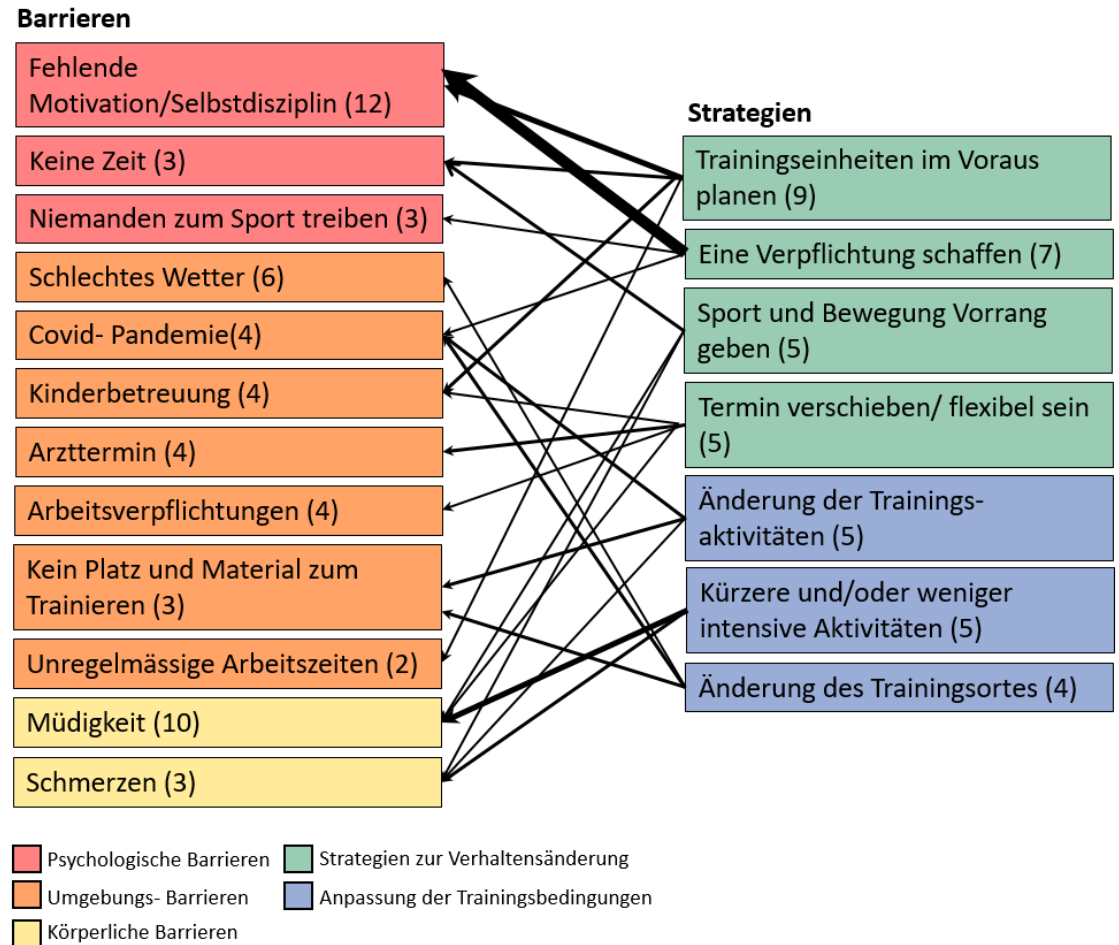 Barrieren
Fehlende
Motivation/Selbstdisziplin (12)
Keine Zeit (3)
Niemanden zum Sport treiben (3)
Schlechtes Wetter (6)
Covid- Pandemie(4)
Kinderbetreuung (4)
Arzttermin (4)
Arbeitsverpflichtungen (4)
Kein Platz und Material zum
Trainieren (3)
Unregelmässige Arbeitszeiten (2)
Müdigkeit (10)
Schmerzen (3)
Strategien
Trainingseinheiten im Voraus
planen (9)
Eine Verpflichtung schaffen (7)
Sport und Bewegung Vorrang
geben (5)
Termin verschieben/ flexibel sein
(5)
Änderung der Trainings-
aktivitäten (5)
Kürzere und/oder weniger
intensive Aktivitäten (5)
Änderung des Trainingsortes (4)
Psychologische Barrieren
Umgebungs- Barrieren
Körperliche Barrieren
Strategien zur Verhaltensänderung
Anpassung der Trainingsbedingungen